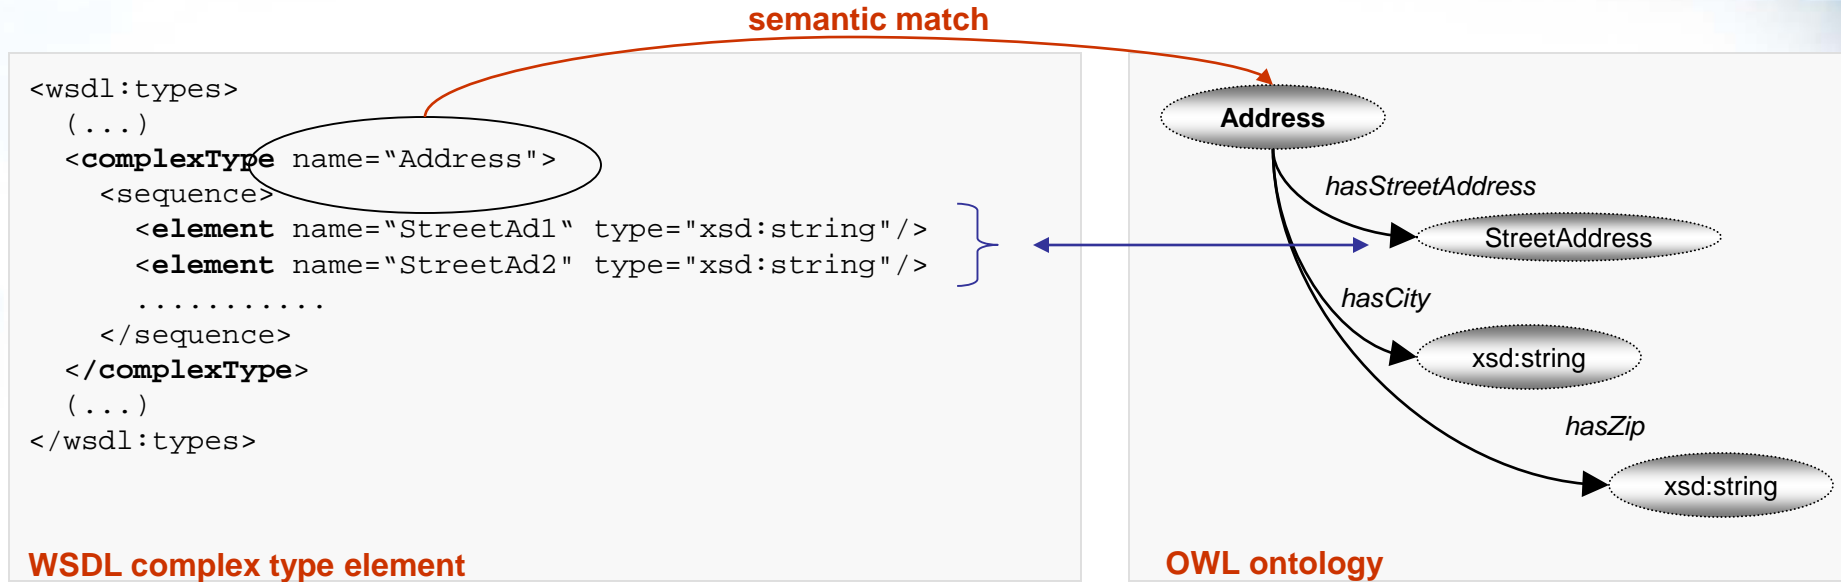 semantic match
<wsdl:types>
(...)
<complexType name=“Address">
<sequence>
<element name=“StreetAd1“ type="xsd:string"/>
<element name=“StreetAd2" type="xsd:string"/>
...........
</sequence>
</complexType>
(...)
</wsdl:types>
WSDL complex type element
Address
hasStreetAddress
StreetAddress
hasCity
xsd:string
hasZip
xsd:string
OWL ontology